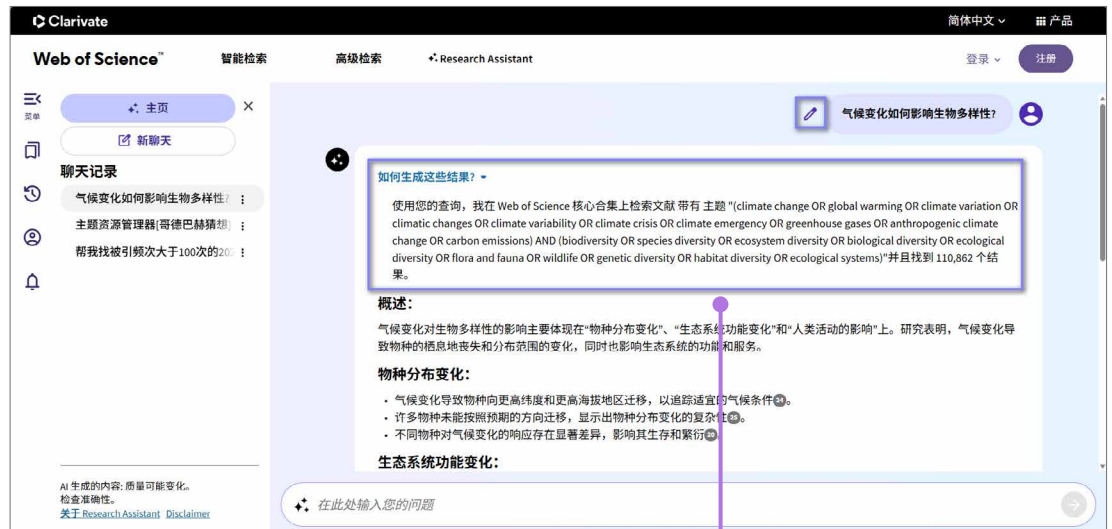 Clarivate
简体中文
产品
Web of Science™
智能检索
高级检索
Research Assistant
登录
注册
菜单
主页
新聊天
聊天记录
气候变化如何影响生物多样性?
主题资源管理器[哥德巴赫猜想]
帮我找被引频次大于100次的20
气候变化如何影响生物多样性?
如何生成这些结果?
使用您的查询，我在 Web of Science 核心合集上检索文献 带有 主题 "(climate change OR global warming OR climate variation OR
climatic changes OR climate variability OR climate crisis OR climate emergency OR greenhouse gases OR anthropogenic climate
change OR carbon emissions) AND (biodiversity OR species diversity OR ecosystem diversity OR biological diversity OR ecological
diversity OR flora and fauna OR wildlife OR genetic diversity OR habitat diversity OR ecological systems)"并且找到 110,862 个结
果。
概述：
气候变化对生物多样性的影响主要体现在“物种分布变化”、“生态系统功能变化”和“人类活动的影响”上。研究表明，气候变化导
致物种的栖息地丧失和分布范围的变化，同时也影响生态系统的功能和服务。
物种分布变化：
• 气候变化导致物种向更高纬度和更高海拔地区迁移，以追踪适宜的气候条件24。
• 许多物种未能按照预期的方向迁移，显示出物种分布变化的复杂性25。
• 不同物种对气候变化的响应存在显著差异，影响其生存和繁衍20。
生态系统功能变化：
AI 生成的内容: 质量可能变化。
检查准确性。
关于 Research Assistant Disclaimer
在此处输入您的问题